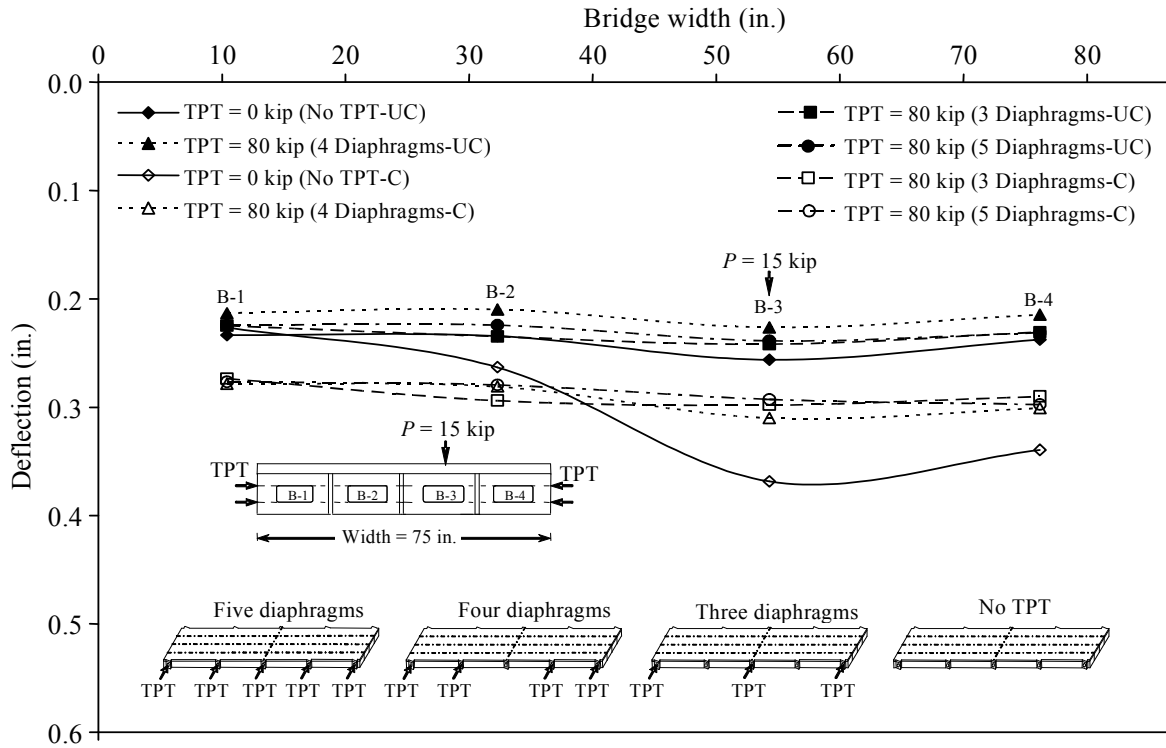 Bridge width (in.)
0 10 20 30 40 50 60 70 80
0.0
TPT = 0 kip (No TPT-UC)
TPT = 80 kip (4 Diaphragms-UC)
TPT = 0 kip (No TPT-C)
TPT = 80 kip (4 Diaphragms-C)
TPT = 80 kip (3 Diaphragms-UC)
TPT = 80 kip (5 Diaphragms-UC)
TPT = 80 kip (3 Diaphragms-C)
TPT = 80 kip (5 Diaphragms-C)
0.1
0.2
0.3
0.4
0.5
0.6
Deflection (in.)
P = 15 kip
B-1
B-2
B-3
B-4
P = 15 kip
TPT
TPT
B-1 B-2 B-3 B-4
Width = 75 in.
Five diaphragms
TPT TPT TPT TPT TPT
Four diaphragms
TPT TPT TPT TPT
Three diaphragms
TPT TPT TPT
No TPT